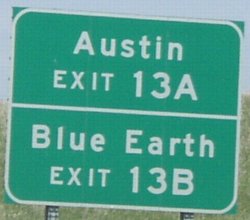 Austin
EXIT 13A
Blue Earth
EXIT 13B